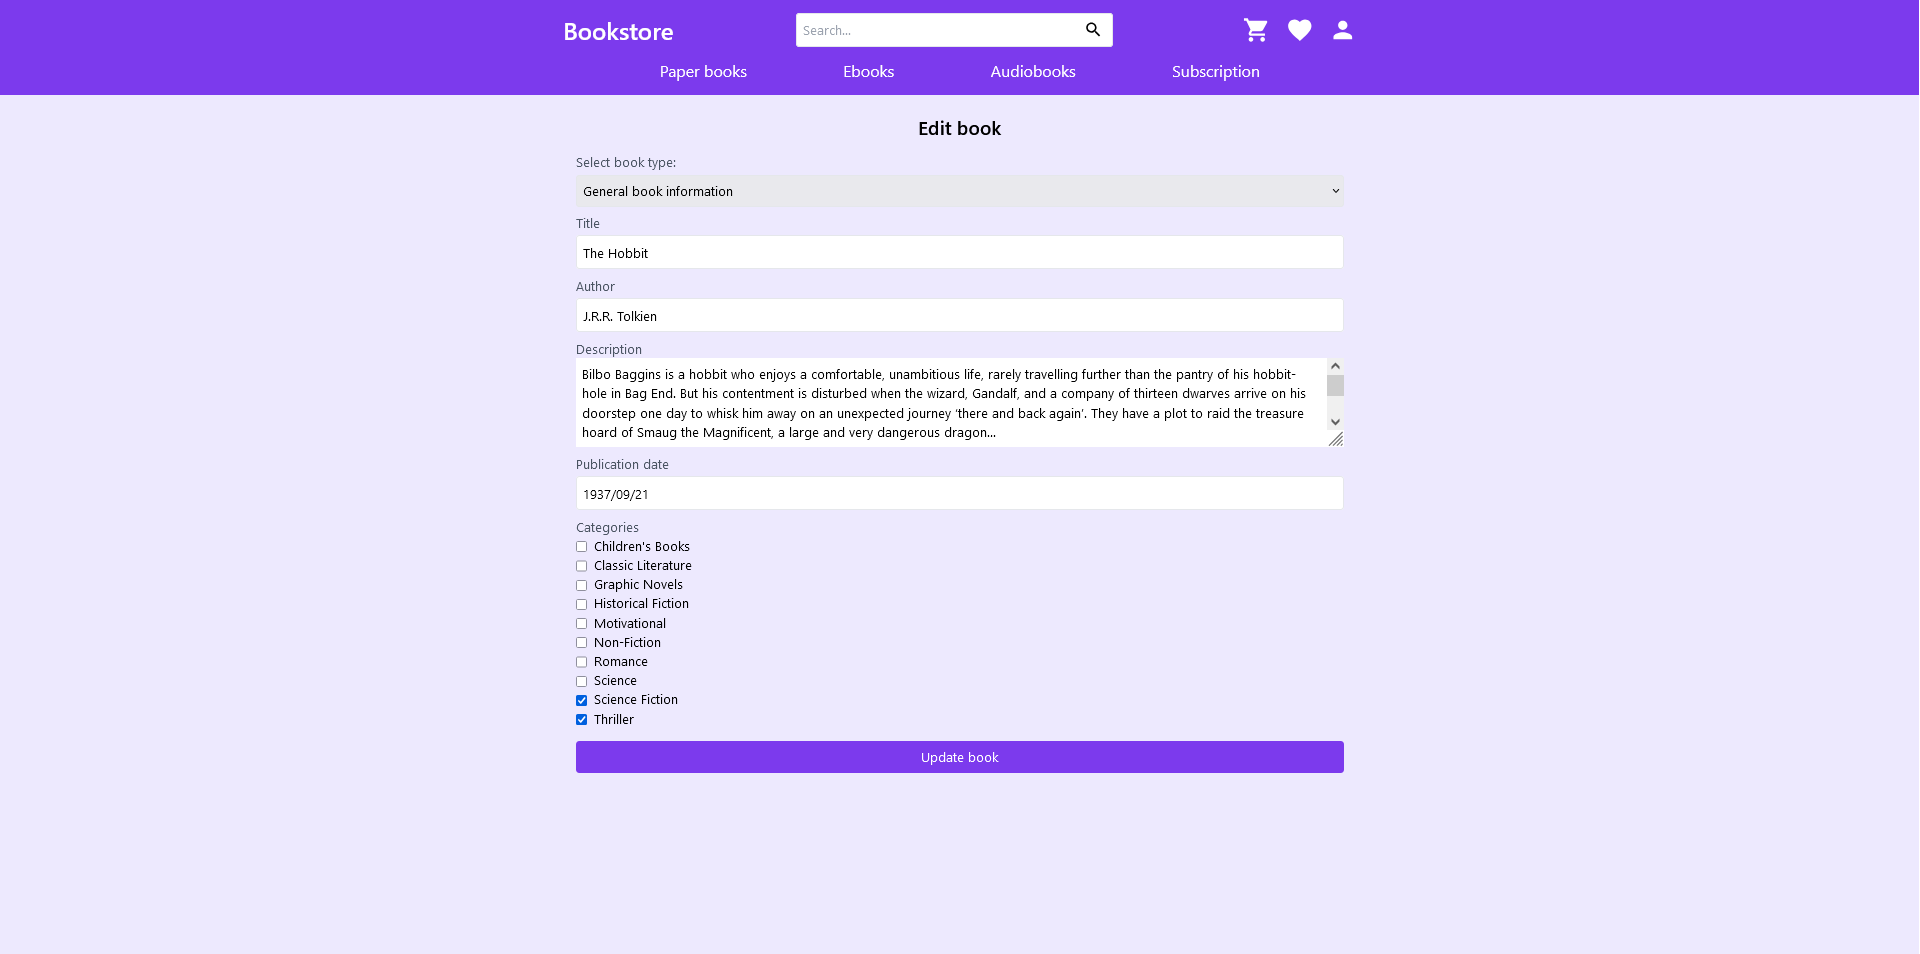 Bookstore
Search...
Paper books
Ebooks
Audiobooks
Subscription
Edit book
Select book type:
General book information
Title
The Hobbit
Author
J.R.R. Tolkien
Description
Bilbo Baggins is a hobbit who enjoys a comfortable, unambitious life, rarely travelling further than the pantry of his hobbit-
hole in Bag End. But his contentment is disturbed when the wizard, Gandalf, and a company of thirteen dwarves arrive on his
doorstep one day to whisk him away on an unexpected journey ‘there and back again’. They have a plot to raid the treasure
hoard of Smaug the Magnificent, a large and very dangerous dragon...
Publication date
1937/09/21
Categories
Children's Books
Classic Literature
Graphic Novels
Historical Fiction
Motivational
Non-Fiction
Romance
Science
Science Fiction
Thriller
Update book